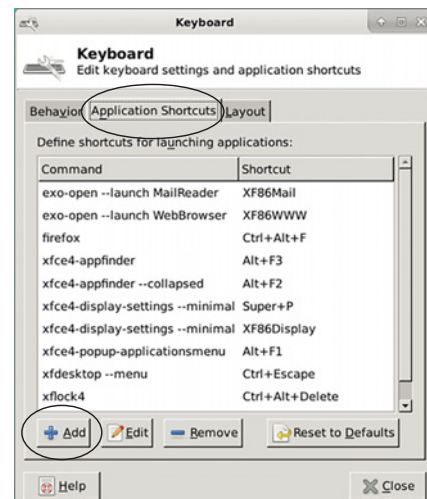 Keyboard
Keyboard
Edit keyboard settings and application shortcuts
Behavior Application Shortcuts Layout
Define shortcuts for launching applications:
Command Shortcut
exo-open --launch MailReader XF86Mail
exo-open --launch WebBrowser XF86WWW
firefox Ctrl+Alt+F
xfce4-appfinder Alt+F3
xfce4-appfinder --collapsed Alt+F2
xfce4-display-settings --minimal Super+P
xfce4-display-settings --minimal XF86Display
xfce4-popup-applicationsmenu Alt+F1
xfdesktop --menu Ctrl+Escape
xflock4 Ctrl+Alt+Delete
Add Edit Remove Reset to Defaults
Help Close